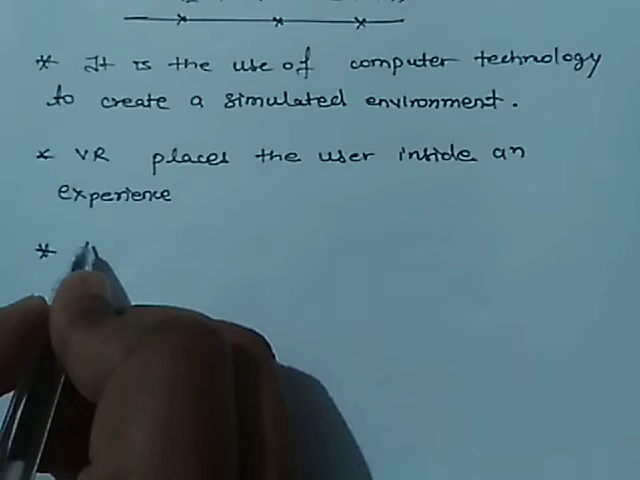 * It is the use of computer technology
to create a simulated environment.
* VR places the user inside an
experience
*